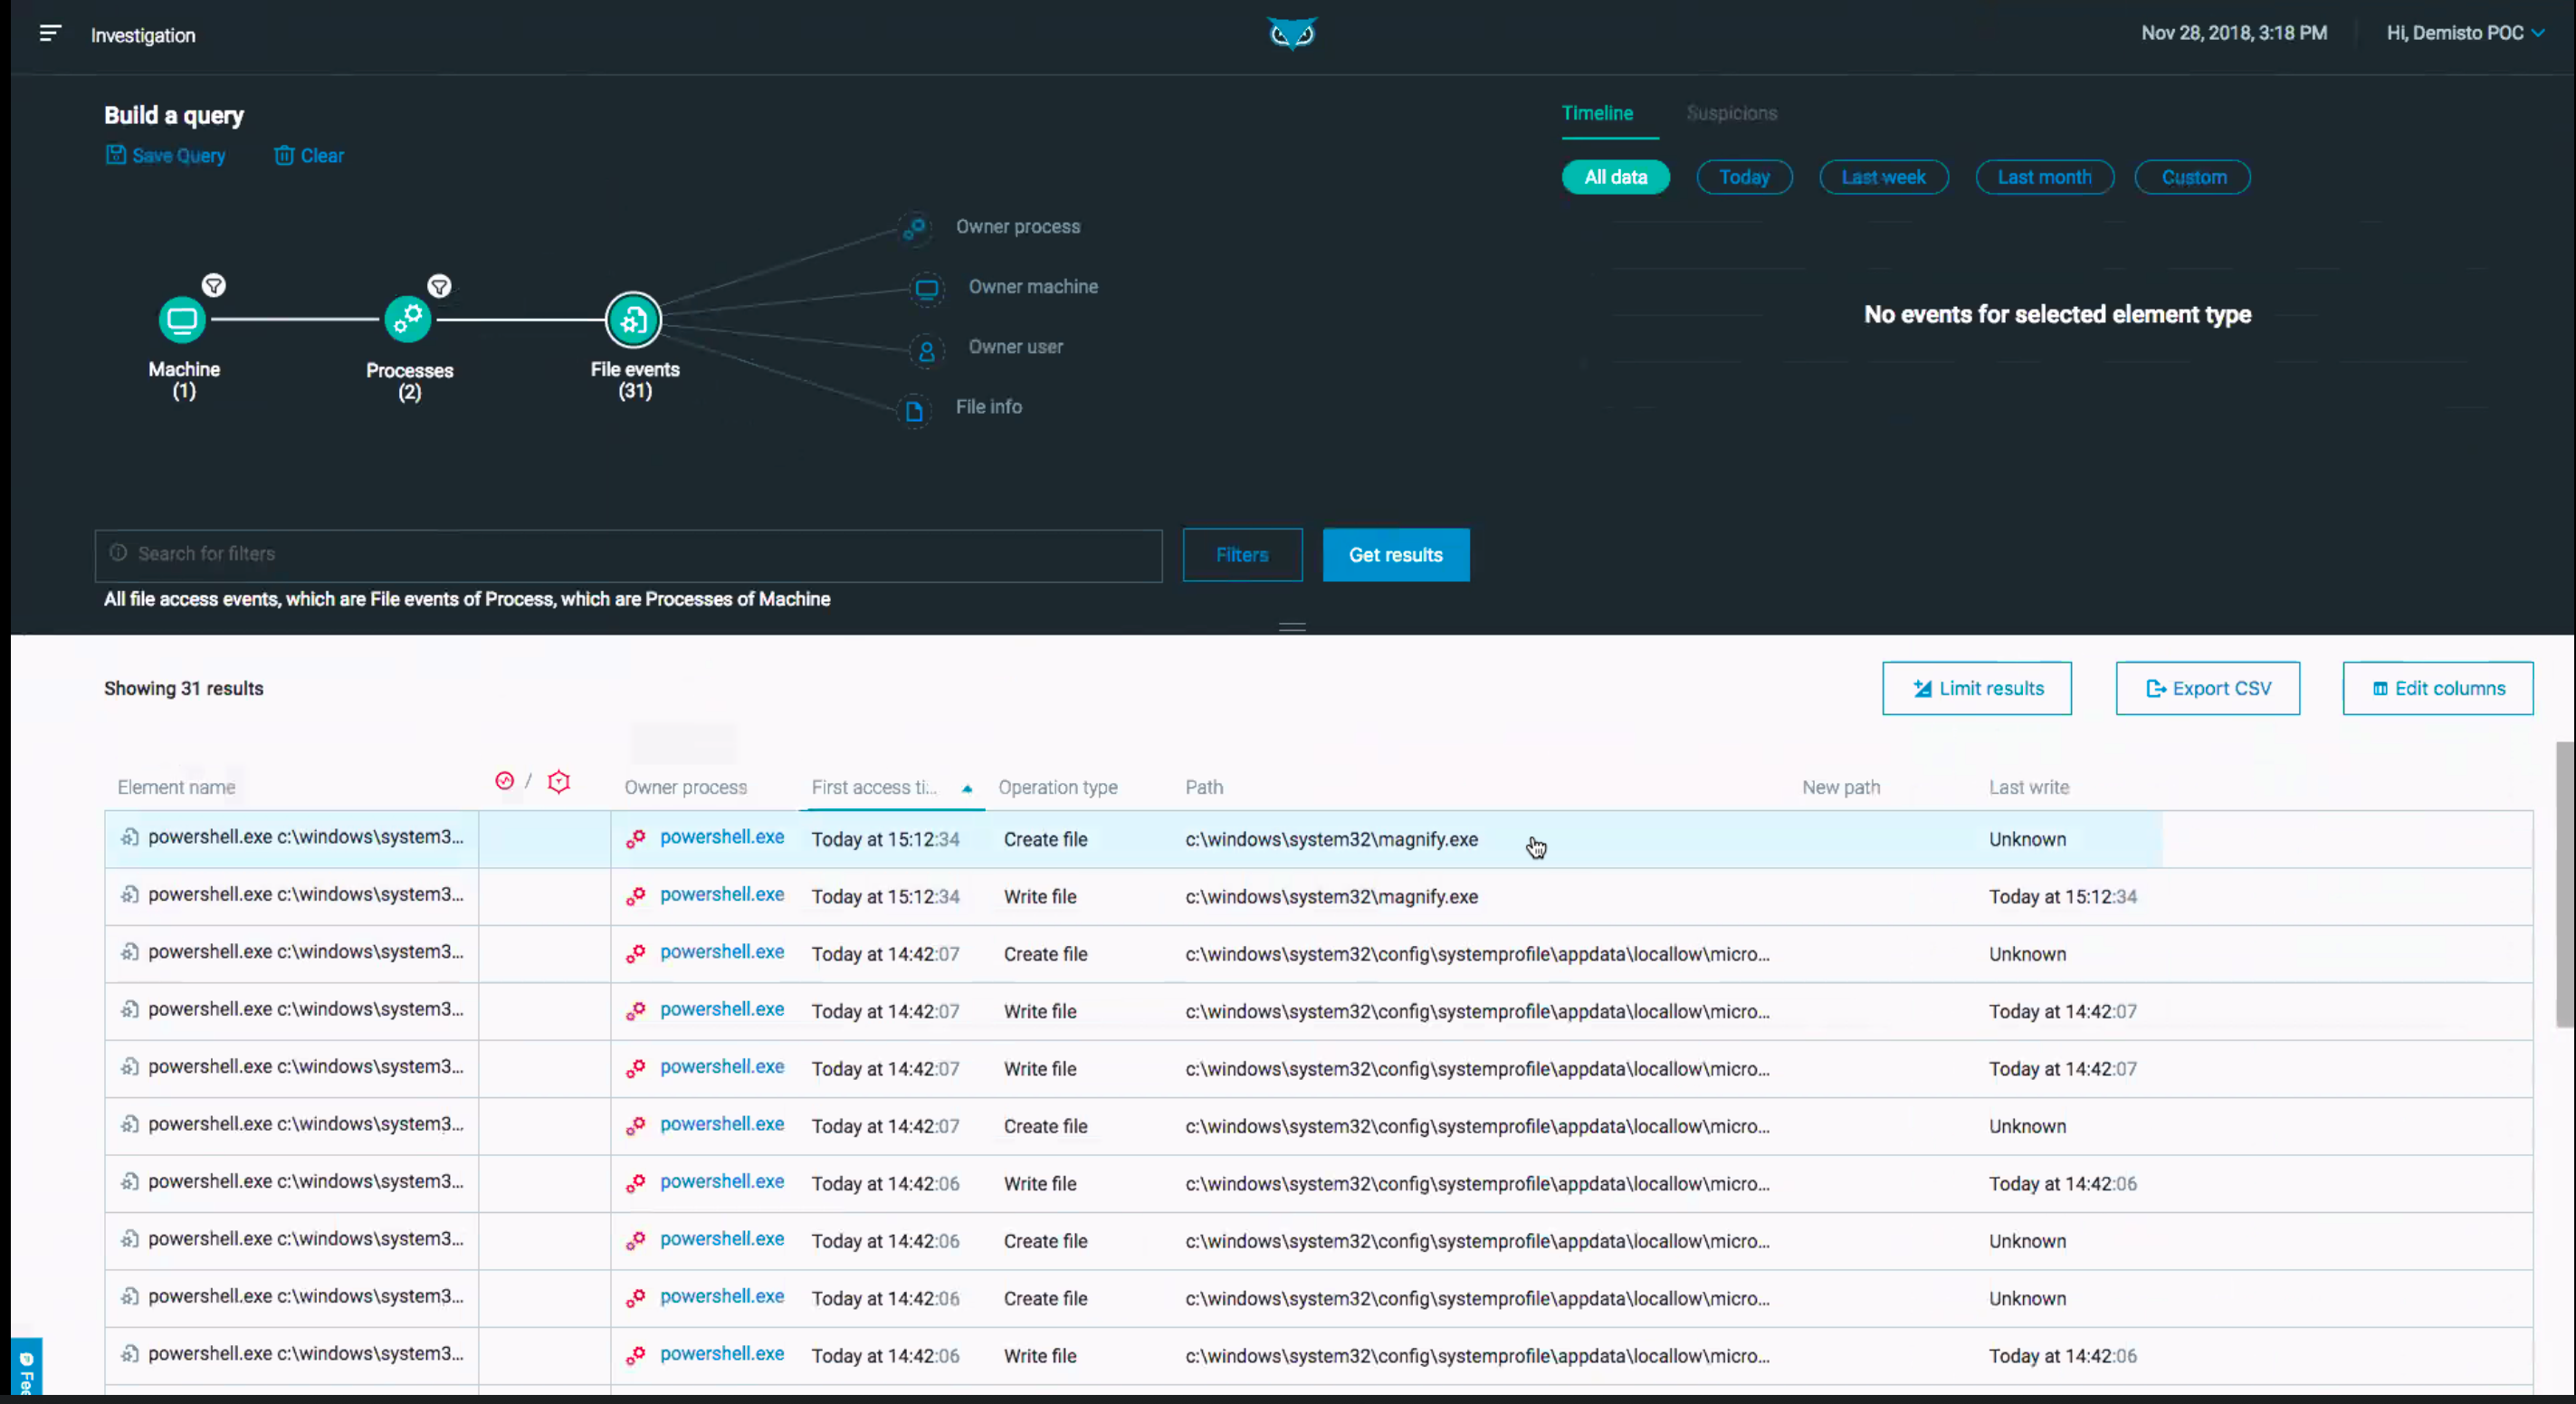 Investigation
Nov 28, 2018, 3:18 PM
Hi, Demisto POC
Build a query
Save Query
Clear
Timeline
Suspicions
All data
Today
Last week
Last month
Custom
Owner process
Owner machine
Owner user
File info
Machine
(1)
Processes
(2)
File events
(31)
No events for selected element type
Search for filters
Filters
Get results
All file access events, which are File events of Process, which are Processes of Machine
Showing 31 results
Limit results
Export CSV
Edit columns
Element name / Owner process First access ti... Operation type Path New path Last write
powershell.exe c:\windows\system3... powershell.exe Today at 15:12:34 Create file c:\windows\system32\magnify.exe Unknown
powershell.exe c:\windows\system3... powershell.exe Today at 15:12:34 Write file c:\windows\system32\magnify.exe Today at 15:12:34
powershell.exe c:\windows\system3... powershell.exe Today at 14:42:07 Create file c:\windows\system32\config\systemprofile\appdata\locallow\micro... Unknown
powershell.exe c:\windows\system3... powershell.exe Today at 14:42:07 Write file c:\windows\system32\config\systemprofile\appdata\locallow\micro... Today at 14:42:07
powershell.exe c:\windows\system3... powershell.exe Today at 14:42:07 Write file c:\windows\system32\config\systemprofile\appdata\locallow\micro... Today at 14:42:07
powershell.exe c:\windows\system3... powershell.exe Today at 14:42:07 Create file c:\windows\system32\config\systemprofile\appdata\locallow\micro... Unknown
powershell.exe c:\windows\system3... powershell.exe Today at 14:42:06 Write file c:\windows\system32\config\systemprofile\appdata\locallow\micro... Today at 14:42:06
powershell.exe c:\windows\system3... powershell.exe Today at 14:42:06 Create file c:\windows\system32\config\systemprofile\appdata\locallow\micro... Unknown
powershell.exe c:\windows\system3... powershell.exe Today at 14:42:06 Create file c:\windows\system32\config\systemprofile\appdata\locallow\micro... Unknown
powershell.exe c:\windows\system3... powershell.exe Today at 14:42:06 Write file c:\windows\system32\config\systemprofile\appdata\locallow\micro... Today at 14:42:06
Fee